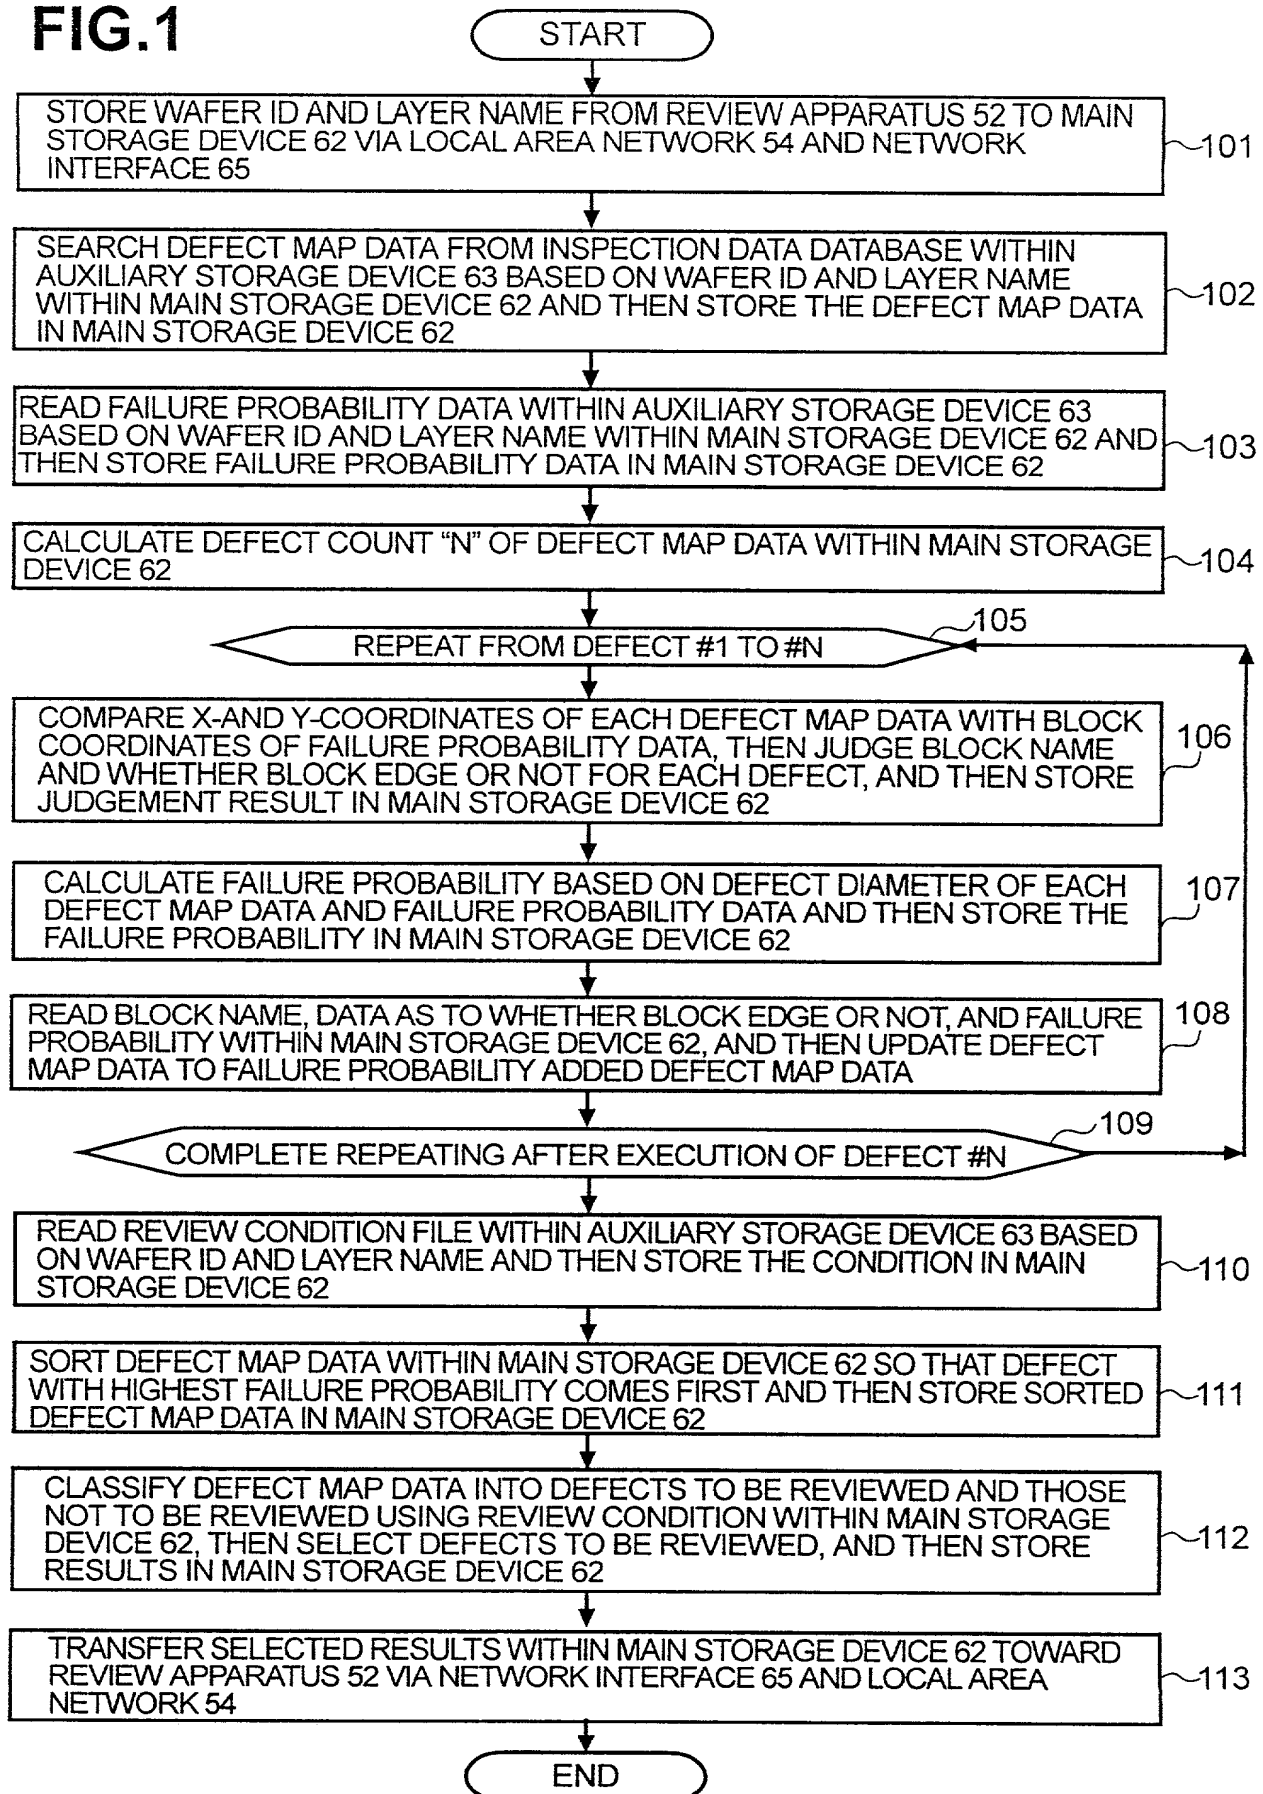 FIG.1
START
STORE WAFER ID AND LAYER NAME FROM REVIEW APPARATUS 52 TO MAIN
STORAGE DEVICE 62 VIA LOCAL AREA NETWORK 54 AND NETWORK
INTERFACE 65
101
SEARCH DEFECT MAP DATA FROM INSPECTION DATA DATABASE WITHIN
AUXILIARY STORAGE DEVICE 63 BASED ON WAFER ID AND LAYER NAME
WITHIN MAIN STORAGE DEVICE 62 AND THEN STORE THE DEFECT MAP DATA
IN MAIN STORAGE DEVICE 62
102
READ FAILURE PROBABILITY DATA WITHIN AUXILIARY STORAGE DEVICE 63
BASED ON WAFER ID AND LAYER NAME WITHIN MAIN STORAGE DEVICE 62 AND
THEN STORE FAILURE PROBABILITY DATA IN MAIN STORAGE DEVICE 62
103
CALCULATE DEFECT COUNT “N” OF DEFECT MAP DATA WITHIN MAIN STORAGE
DEVICE 62
104
REPEAT FROM DEFECT #1 TO #N
105
COMPARE X-AND Y-COORDINATES OF EACH DEFECT MAP DATA WITH BLOCK
COORDINATES OF FAILURE PROBABILITY DATA, THEN JUDGE BLOCK NAME
AND WHETHER BLOCK EDGE OR NOT FOR EACH DEFECT, AND THEN STORE
JUDGEMENT RESULT IN MAIN STORAGE DEVICE 62
106
CALCULATE FAILURE PROBABILITY BASED ON DEFECT DIAMETER OF EACH
DEFECT MAP DATA AND FAILURE PROBABILITY DATA AND THEN STORE THE
FAILURE PROBABILITY IN MAIN STORAGE DEVICE 62
107
READ BLOCK NAME, DATA AS TO WHETHER BLOCK EDGE OR NOT, AND FAILURE
PROBABILITY WITHIN MAIN STORAGE DEVICE 62, AND THEN UPDATE DEFECT
MAP DATA TO FAILURE PROBABILITY ADDED DEFECT MAP DATA
108
COMPLETE REPEATING AFTER EXECUTION OF DEFECT #N
109
READ REVIEW CONDITION FILE WITHIN AUXILIARY STORAGE DEVICE 63 BASED
ON WAFER ID AND LAYER NAME AND THEN STORE THE CONDITION IN MAIN
STORAGE DEVICE 62
110
SORT DEFECT MAP DATA WITHIN MAIN STORAGE DEVICE 62 SO THAT DEFECT
WITH HIGHEST FAILURE PROBABILITY COMES FIRST AND THEN STORE SORTED
DEFECT MAP DATA IN MAIN STORAGE DEVICE 62
111
CLASSIFY DEFECT MAP DATA INTO DEFECTS TO BE REVIEWED AND THOSE
NOT TO BE REVIEWED USING REVIEW CONDITION WITHIN MAIN STORAGE
DEVICE 62, THEN SELECT DEFECTS TO BE REVIEWED, AND THEN STORE
RESULTS IN MAIN STORAGE DEVICE 62
112
TRANSFER SELECTED RESULTS WITHIN MAIN STORAGE DEVICE 62 TOWARD
REVIEW APPARATUS 52 VIA NETWORK INTERFACE 65 AND LOCAL AREA
NETWORK 54
113
END